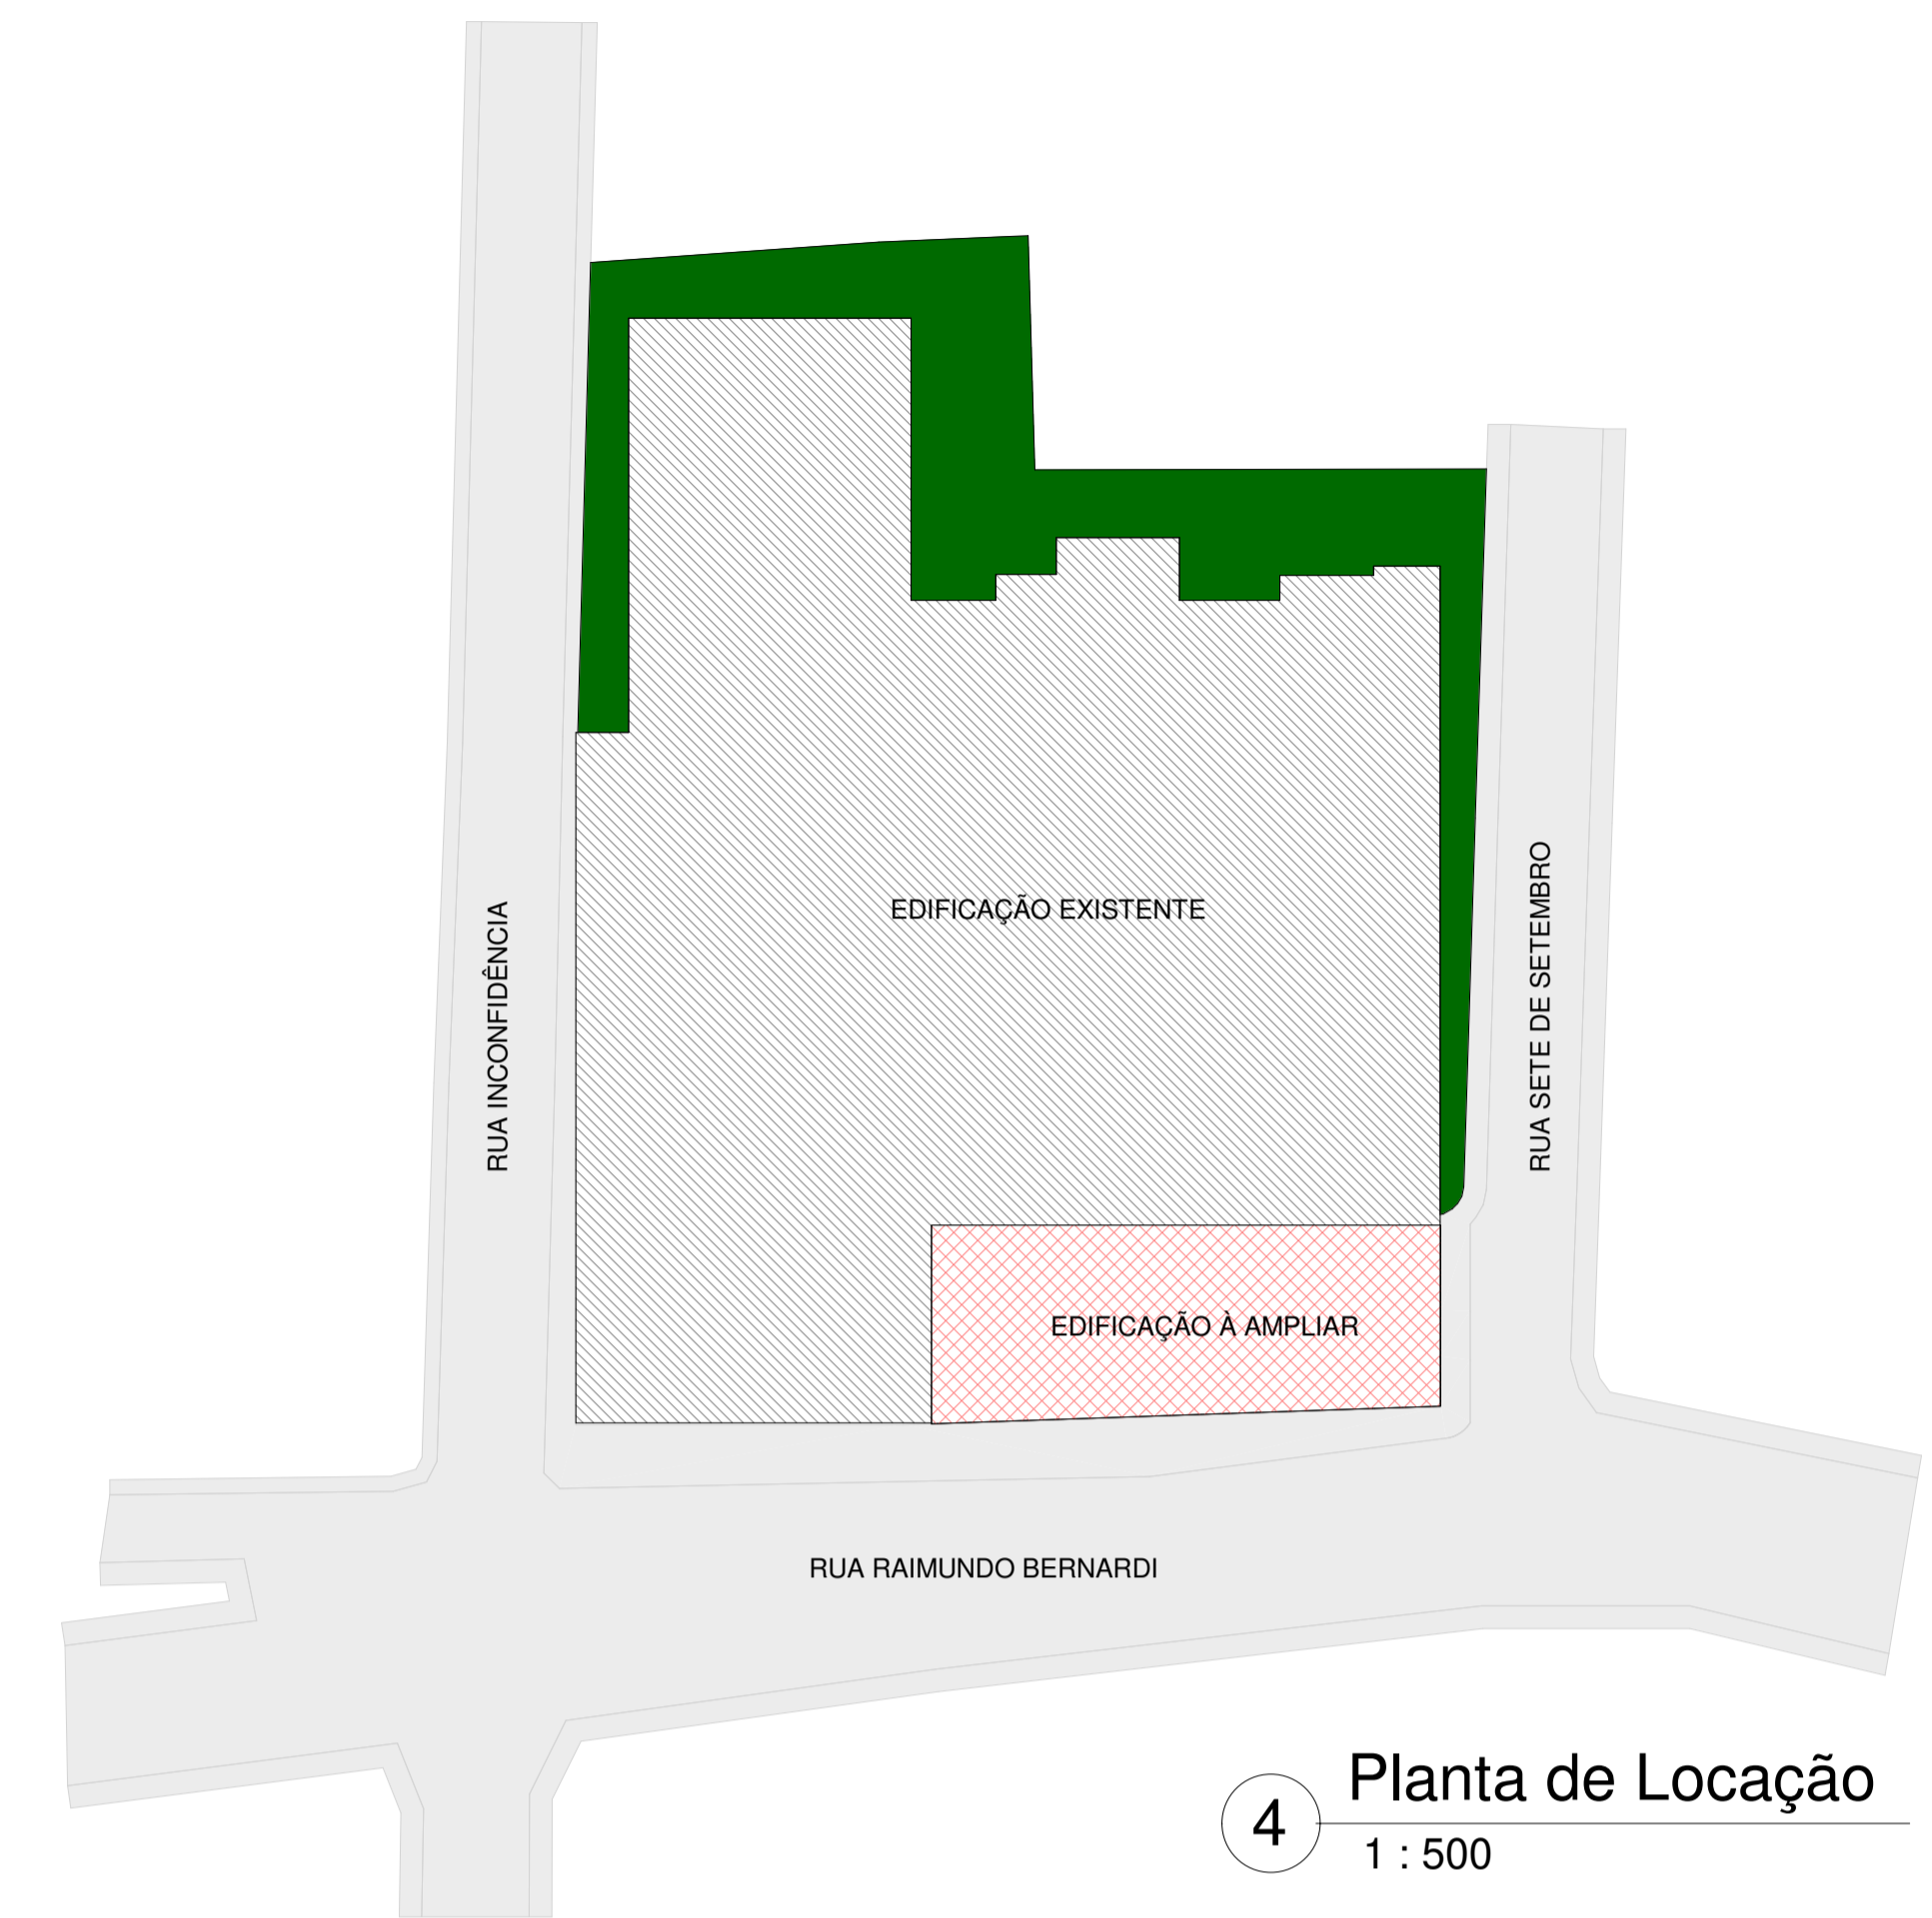 EDIFICAÇÃO EXISTENTE
RUA INCONFIDÊNCIA
RUA SETE DE SETEMBRO
EDIFICAÇÃO À AMPLIAR
RUA RAIMUNDO BERNARDI
4
Planta de Locação
1 : 500